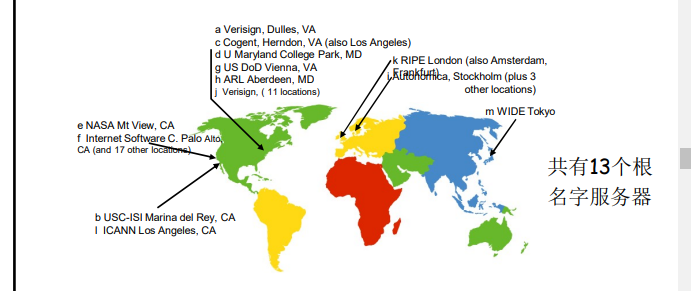 a Verisign, Dulles, VA
c Cogent, Herndon, VA (also Los Angeles)
d U Maryland College Park, MD
g US DoD Vienna, VA
h ARL Aberdeen, MD
j Verisign, ( 11 locations)
k RIPE London (also Amsterdam,
Frankfurt)
i Autonomica, Stockholm (plus 3
other locations)
m WIDE Tokyo
e NASA Mt View, CA
f Internet Software C. Palo Alto,
CA (and 17 other locations)
b USC-ISI Marina del Rey, CA
l ICANN Los Angeles, CA
共有13个根
名字服务器